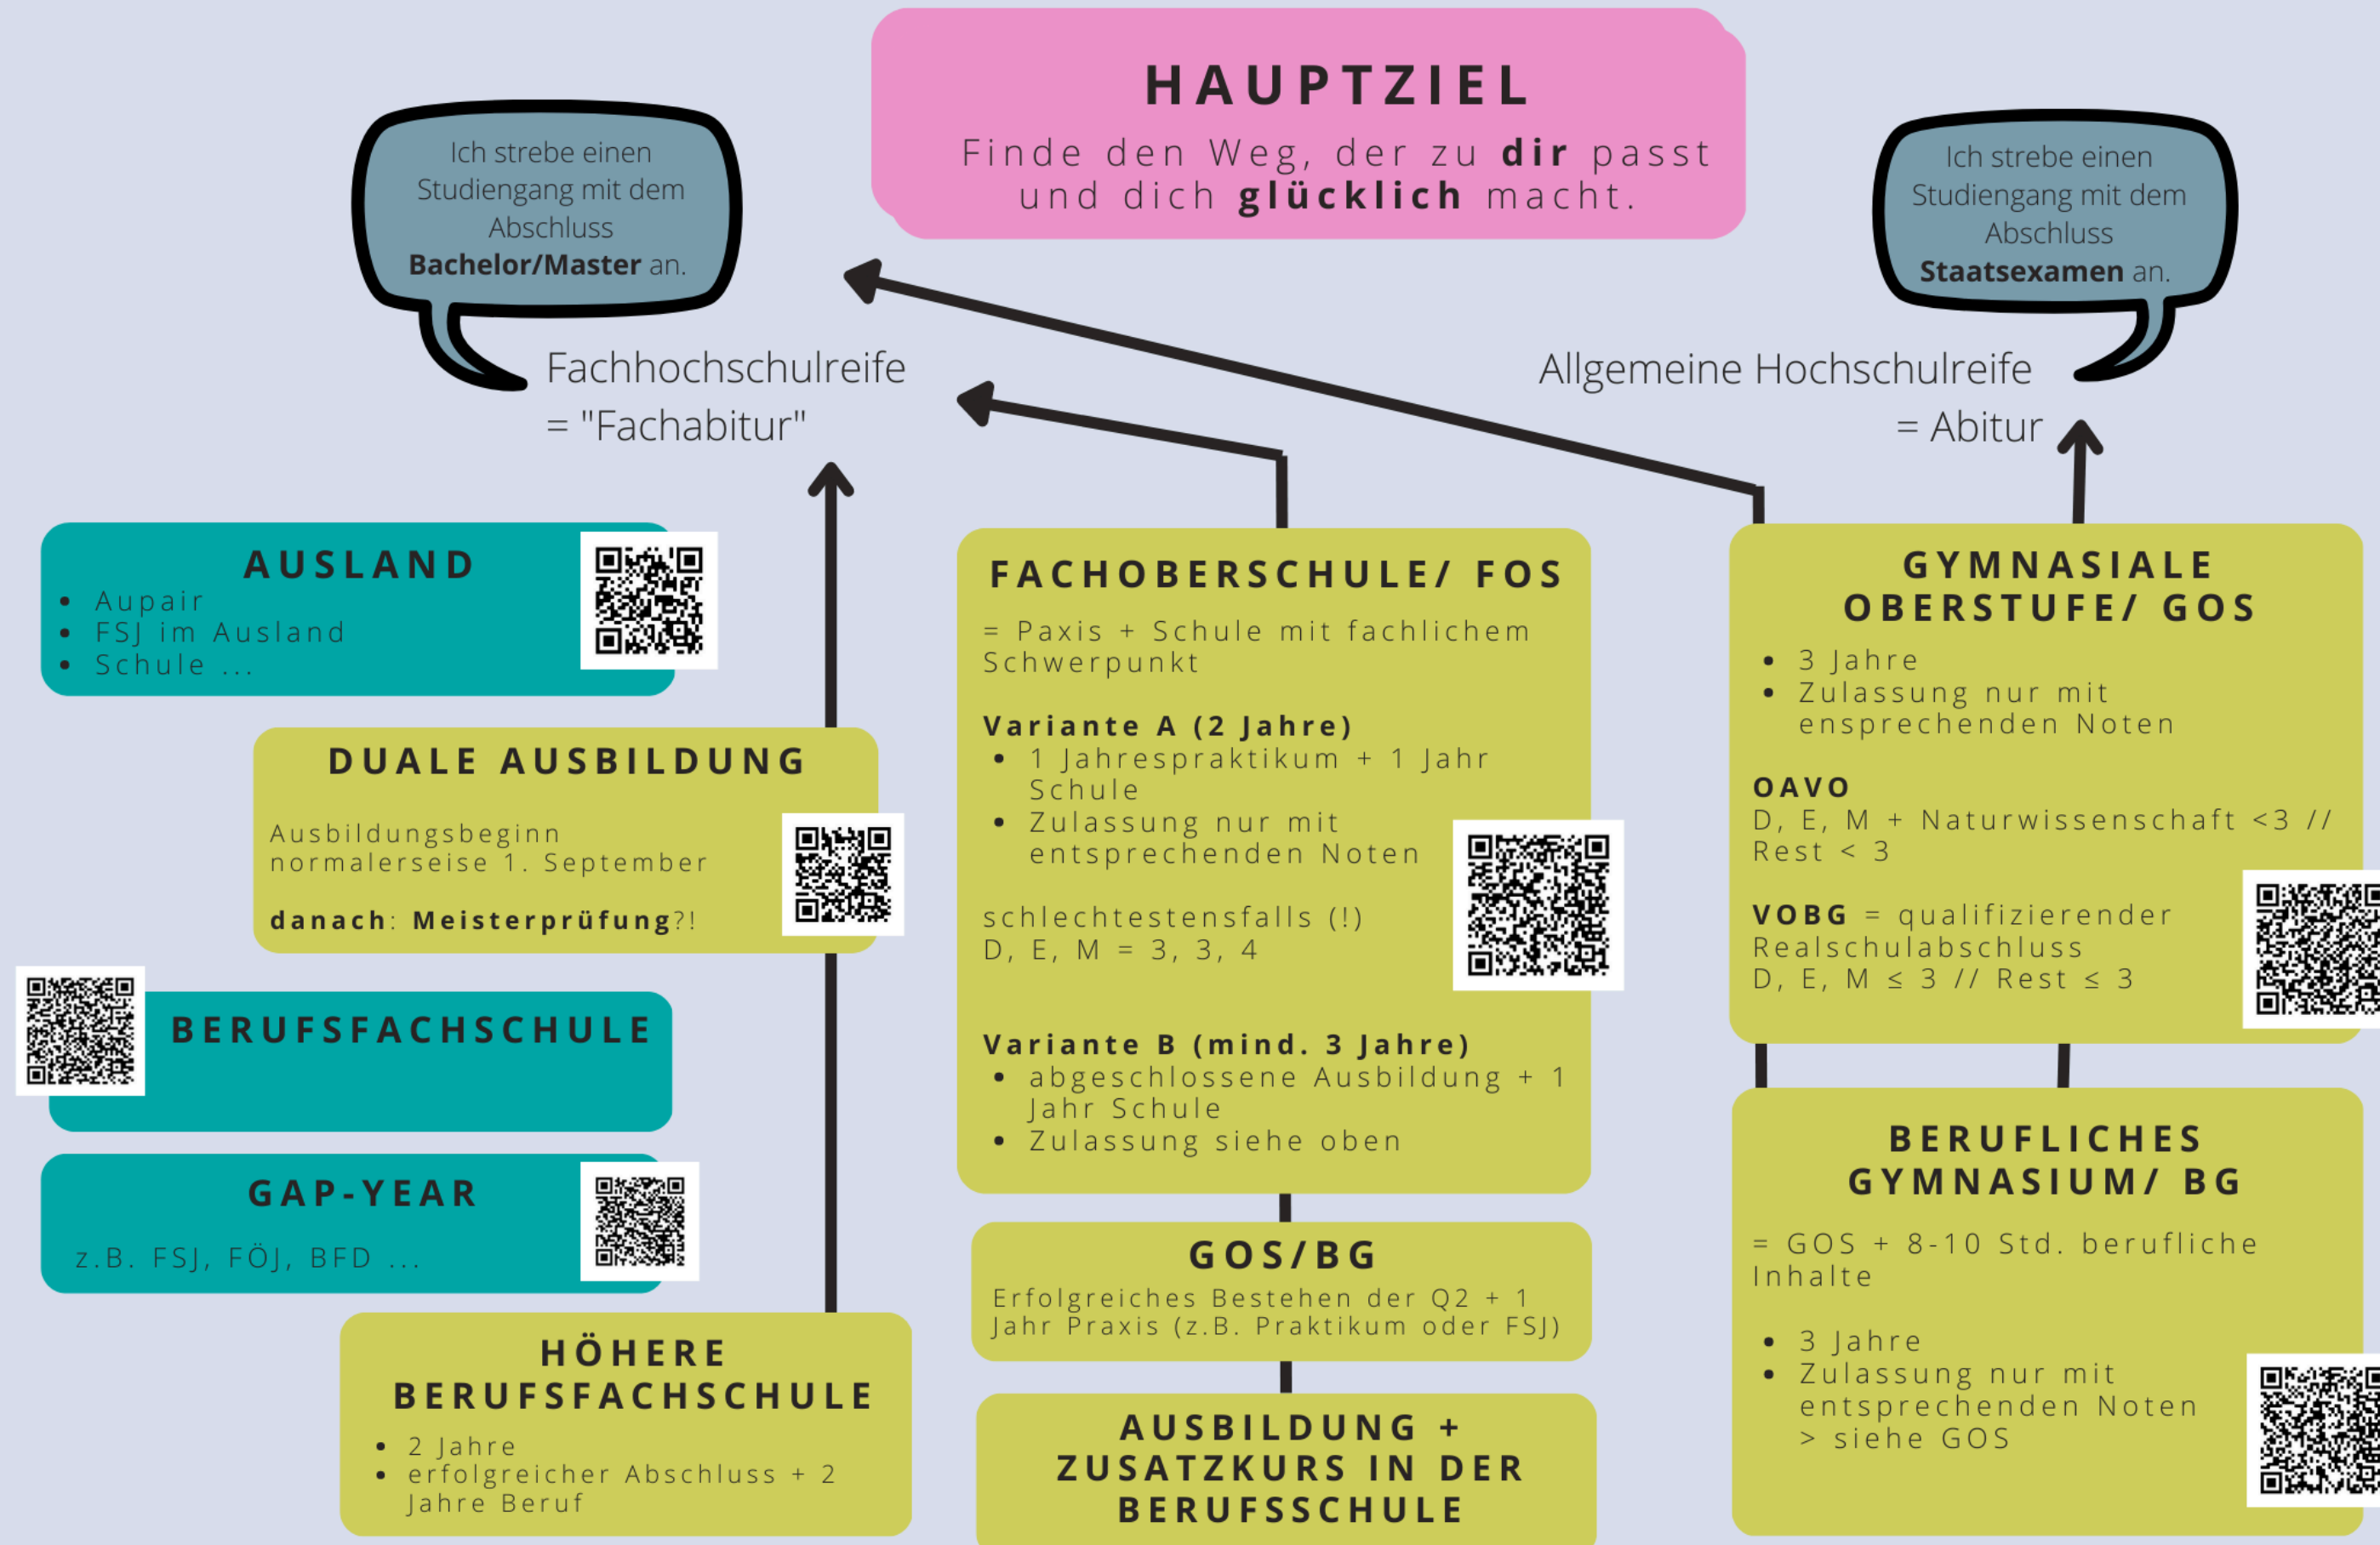 HAUPTZIEL
Finde den Weg, der zu dir passt
und dich glücklich macht.
Ich strebe einen
Studiengang mit dem
Abschluss
Bachelor/Master an.
Ich strebe einen
Studiengang mit dem
Abschluss
Staatsexamen an.
Fachhochschulreife
= "Fachabitur"
Allgemeine Hochschulreife
= Abitur
AUSLAND
• Aupair
• FSJ im Ausland
• Schule ...
DUALE AUSBILDUNG
Ausbildungsbeginn
normalerseise 1. September
danach: Meisterprüfung?!
BERUFSFACHSCHULE
GAP-YEAR
z.B. FSJ, FÖJ, BFD ...
HÖHERE
BERUFSFACHSCHULE
• 2 Jahre
• erfolgreicher Abschluss + 2
Jahre Beruf
FACHOBERSCHULE/ FOS
= Paxis + Schule mit fachlichem
Schwerpunkt
Variante A (2 Jahre)
• 1 Jahrespraktikum + 1 Jahr
Schule
• Zulassung nur mit
entsprechenden Noten
schlechtestensfalls (!)
D, E, M = 3, 3, 4
Variante B (mind. 3 Jahre)
• abgeschlossene Ausbildung + 1
Jahr Schule
• Zulassung siehe oben
GOS/BG
Erfolgreiches Bestehen der Q2 + 1
Jahr Praxis (z.B. Praktikum oder FSJ)
AUSBILDUNG +
ZUSATZKURS IN DER
BERUFSSCHULE
GYMNASIALE
OBERSTUFE/ GOS
• 3 Jahre
• Zulassung nur mit
ensprechenden Noten
OAVO
D, E, M + Naturwissenschaft <3 //
Rest < 3
VOBG = qualifizierender
Realschulabschluss
D, E, M ≤ 3 // Rest ≤ 3
BERUFLICHES
GYMNASIUM/ BG
= GOS + 8-10 Std. berufliche
Inhalte
• 3 Jahre
• Zulassung nur mit
entsprechenden Noten
> siehe GOS